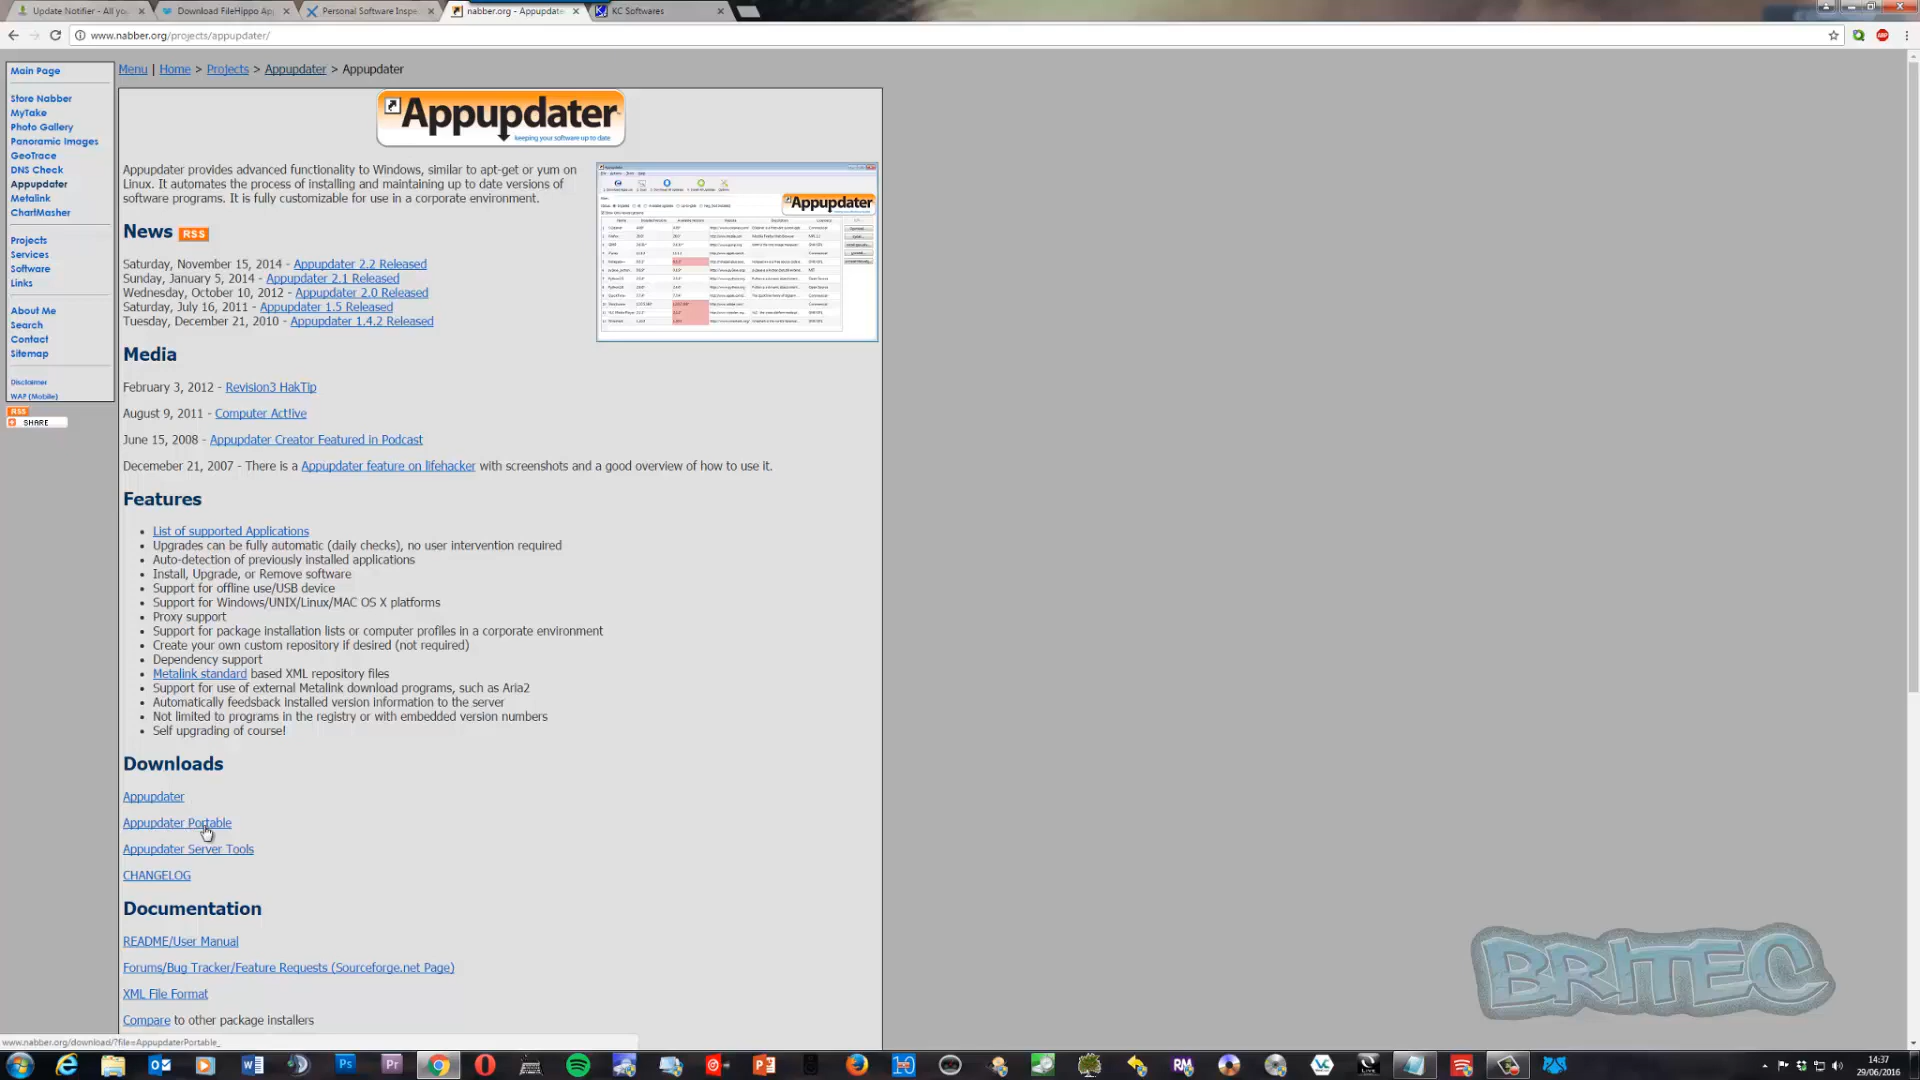 Update Notifier - All yo
Download FileHippo Ap
Personal Software Inspe
nabber.org - Appupdate
KC Softwares
www.nabber.org/projects/appupdater/
Main Page
Store Nabber
MyTake
Photo Gallery
Panoramic Images
GeoTrace
DNS Check
Appupdater
Metalink
ChartMasher
Projects
Services
Software
Links
About Me
Search
Contact
Sitemap
Disclaimer
WAP (Mobile)
RSS
SHARE
Menu | Home > Projects > Appupdater > Appupdater
Appupdater
keeping your software up to date
Appupdater provides advanced functionality to Windows, similar to apt-get or yum on
Linux. It automates the process of installing and maintaining up to date versions of
software programs. It is fully customizable for use in a corporate environment.
Appupdater
News RSS
Saturday, November 15, 2014 - Appupdater 2.2 Released
Sunday, January 5, 2014 - Appupdater 2.1 Released
Wednesday, October 10, 2012 - Appupdater 2.0 Released
Saturday, July 16, 2011 - Appupdater 1.5 Released
Tuesday, December 21, 2010 - Appupdater 1.4.2 Released
Media
February 3, 2012 - Revision3 HakTip
August 9, 2011 - Computer Act!ive
June 15, 2008 - Appupdater Creator Featured in Podcast
Decemeber 21, 2007 - There is a Appupdater feature on lifehacker with screenshots and a good overview of how to use it.
Features
• List of supported Applications
• Upgrades can be fully automatic (daily checks), no user intervention required
• Auto-detection of previously installed applications
• Install, Upgrade, or Remove software
• Support for offline use/USB device
• Support for Windows/UNIX/Linux/MAC OS X platforms
• Proxy support
• Support for package installation lists or computer profiles in a corporate environment
• Create your own custom repository if desired (not required)
• Dependency support
• Metalink standard based XML repository files
• Support for use of external Metalink download programs, such as Aria2
• Automatically feedsback installed version information to the server
• Not limited to programs in the registry or with embedded version numbers
• Self upgrading of course!
Downloads
Appupdater
Appupdater Portable
Appupdater Server Tools
CHANGELOG
Documentation
README/User Manual
Forums/Bug Tracker/Feature Requests (Sourceforge.net Page)
XML File Format
Compare to other package installers
BRITEC
www.nabber.org/download/?file=AppupdaterPortable_
14:37
29/06/2016